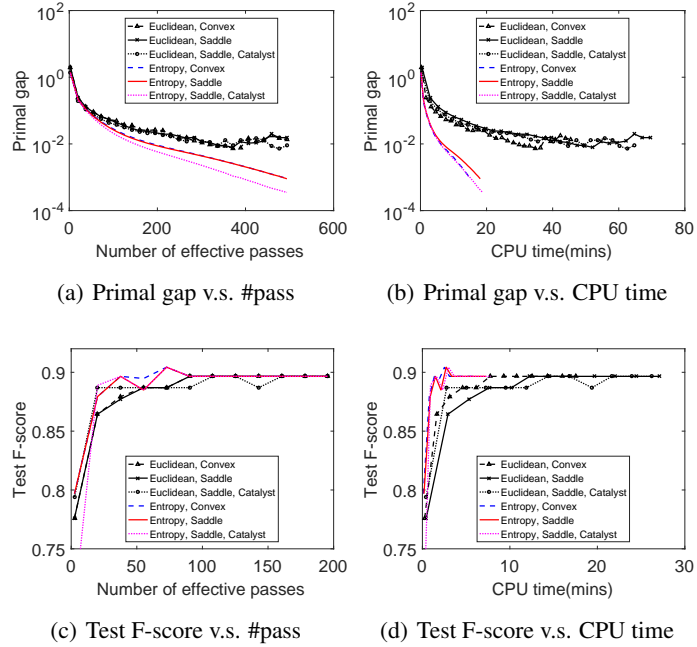 Primal gap
10^2
10^0
10^-2
10^-4
Euclidean, Convex
Euclidean, Saddle
Euclidean, Saddle, Catalyst
Entropy, Convex
Entropy, Saddle
Entropy, Saddle, Catalyst
0 200 400 600
Number of effective passes
(a) Primal gap v.s. #pass
Primal gap
10^2
10^0
10^-2
10^-4
Euclidean, Convex
Euclidean, Saddle
Euclidean, Saddle, Catalyst
Entropy, Convex
Entropy, Saddle
Entropy, Saddle, Catalyst
0 20 40 60 80
CPU time(mins)
(b) Primal gap v.s. CPU time
Test F-score
0.9
0.85
0.8
0.75
Euclidean, Convex
Euclidean, Saddle
Euclidean, Saddle, Catalyst
Entropy, Convex
Entropy, Saddle
Entropy, Saddle, Catalyst
0 50 100 150 200
Number of effective passes
(c) Test F-score v.s. #pass
Test F-score
0.9
0.85
0.8
0.75
Euclidean, Convex
Euclidean, Saddle
Euclidean, Saddle, Catalyst
Entropy, Convex
Entropy, Saddle
Entropy, Saddle, Catalyst
0 10 20 30
CPU time(mins)
(d) Test F-score v.s. CPU time